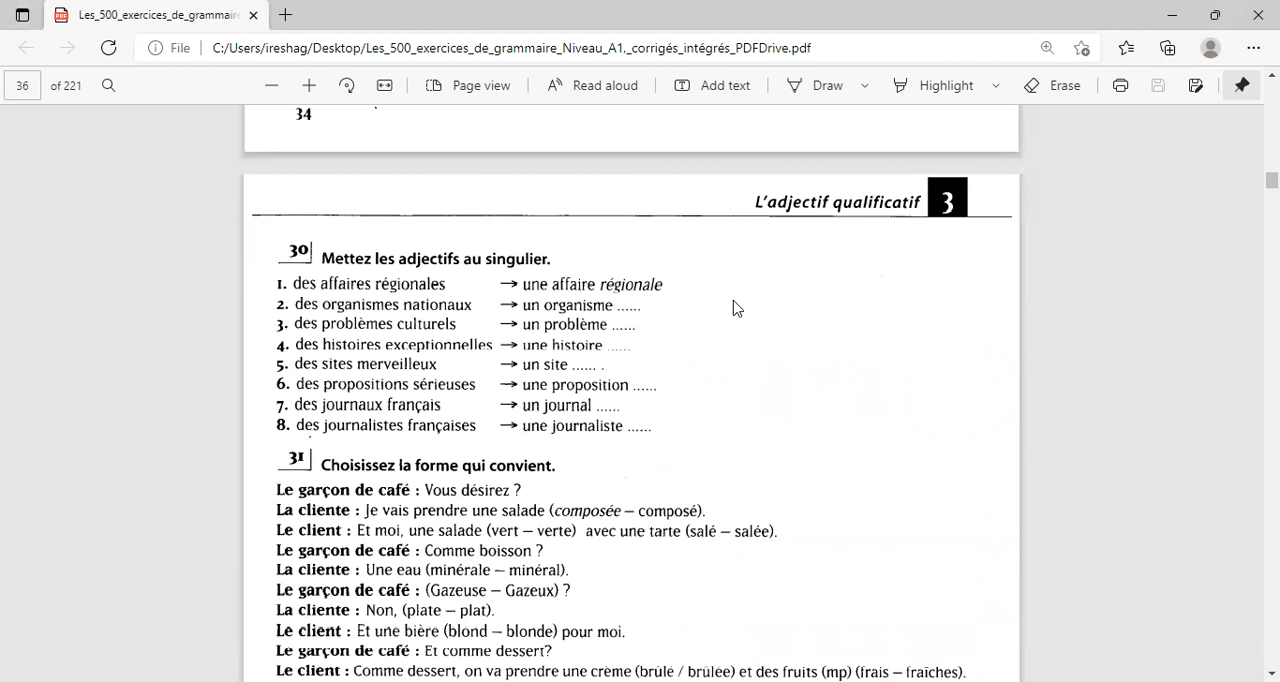 Les_500_exercices_de_grammaire
File C:/Users/ireshag/Desktop/Les_500_exercices_de_grammaire_Niveau_A1._corrigés_intégrés_PDFDrive.pdf
36 of 221 Page view Read aloud Add text Draw Highlight Erase
34
L'adjectif qualificatif 3
30 Mettez les adjectifs au singulier.
1. des affaires régionales → une affaire régionale
2. des organismes nationaux → un organisme ......
3. des problèmes culturels → un problème ......
4. des histoires exceptionnelles → une histoire ......
5. des sites merveilleux → un site ...... .
6. des propositions sérieuses → une proposition ......
7. des journaux français → un journal ......
8. des journalistes françaises → une journaliste ......
31 Choisissez la forme qui convient.
Le garçon de café : Vous désirez ?
La cliente : Je vais prendre une salade (composée – composé).
Le client : Et moi, une salade (vert – verte) avec une tarte (salé – salée).
Le garçon de café : Comme boisson ?
La cliente : Une eau (minérale – minéral).
Le garçon de café : (Gazeuse – Gazeux) ?
La cliente : Non, (plate – plat).
Le client : Et une bière (blond – blonde) pour moi.
Le garçon de café : Et comme dessert?
Le client : Comme dessert, on va prendre une crème (brûlé / brûlée) et des fruits (mp) (frais – fraîches).